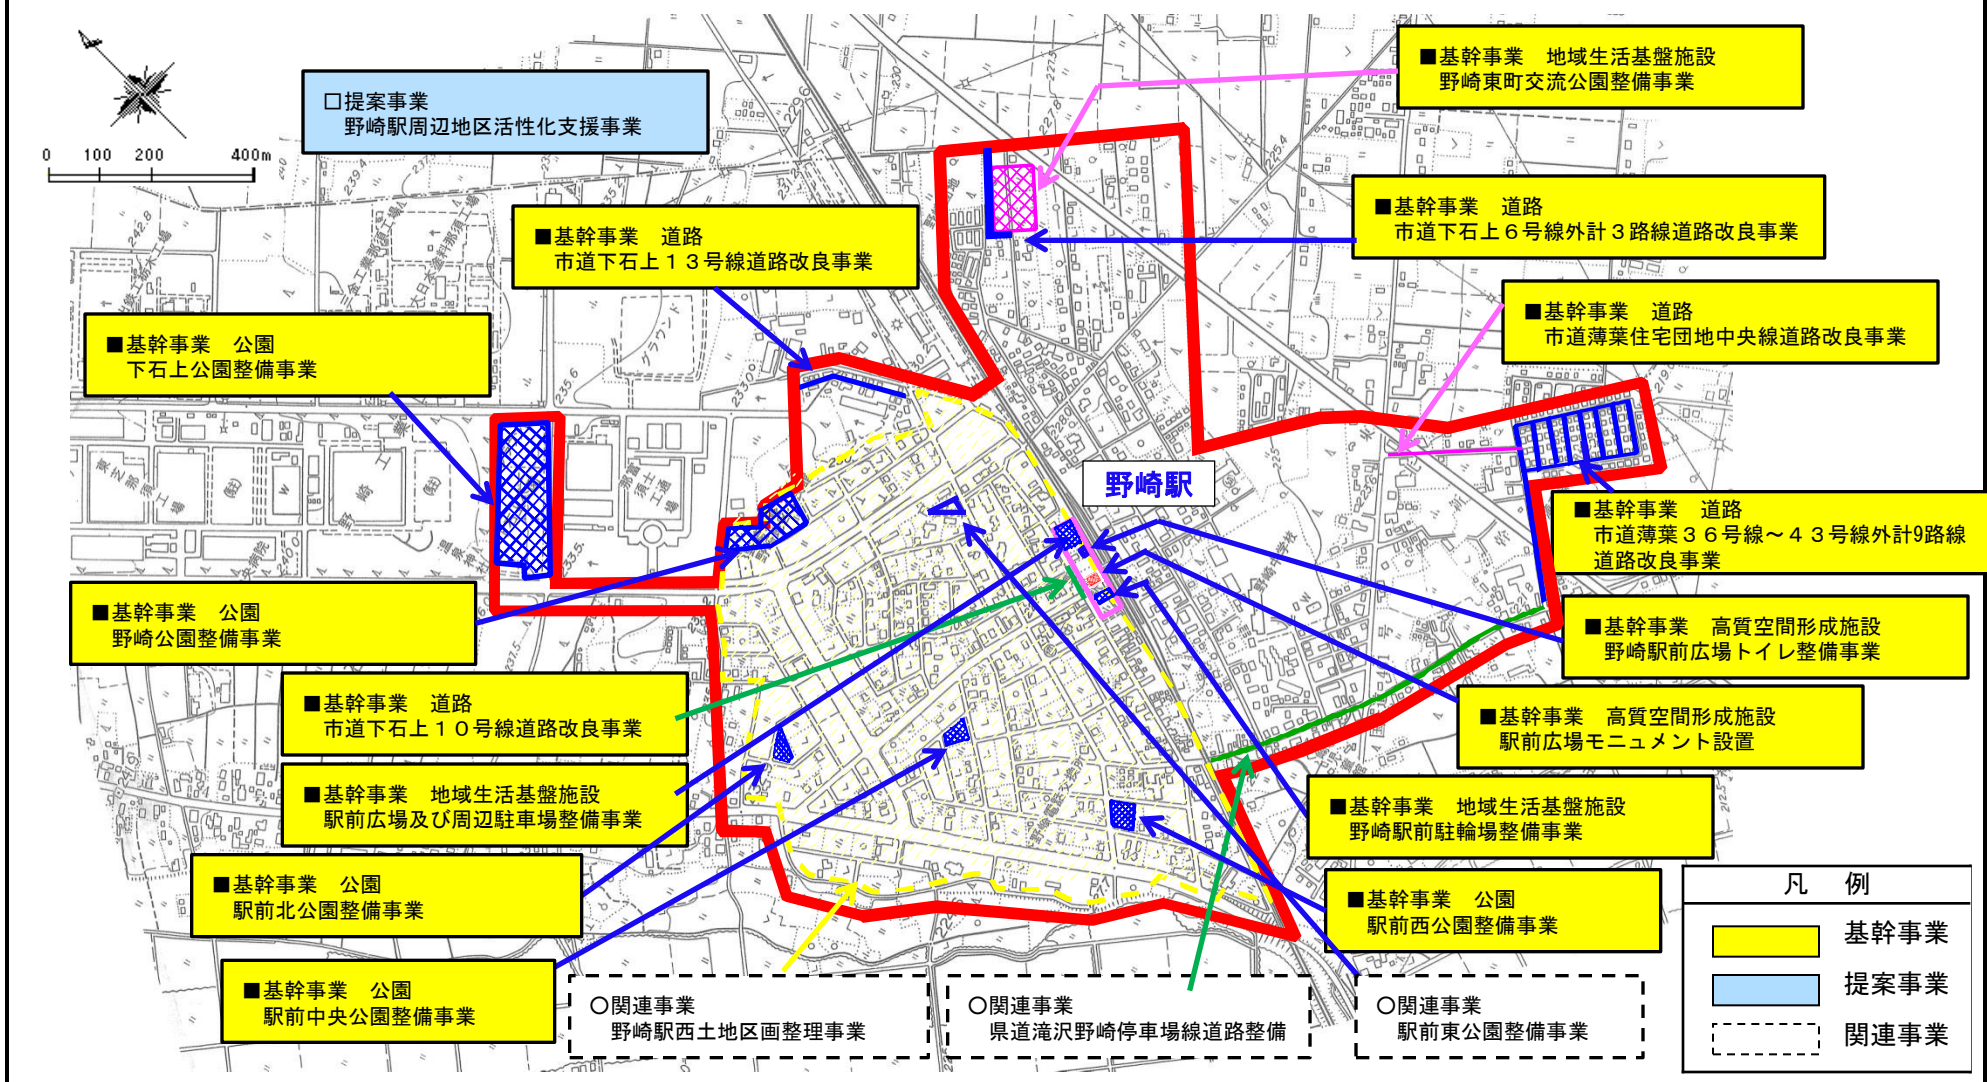 0 100 200 400m
□提案事業
野崎駅周辺地区活性化支援事業
■基幹事業 地域生活基盤施設
野崎東町交流公園整備事業
■基幹事業 道路
市道下石上6号線外計3路線道路改良事業
■基幹事業 道路
市道下石上13号線道路改良事業
■基幹事業 道路
市道薄葉住宅団地中央線道路改良事業
■基幹事業 公園
下石上公園整備事業
野崎駅
■基幹事業 道路
市道薄葉36号線～43号線外計9路線
道路改良事業
■基幹事業 公園
野崎公園整備事業
■基幹事業 高質空間形成施設
野崎駅前広場トイレ整備事業
■基幹事業 道路
市道下石上10号線道路改良事業
■基幹事業 高質空間形成施設
駅前広場モニュメント設置
■基幹事業 地域生活基盤施設
駅前広場及び周辺駐車場整備事業
■基幹事業 地域生活基盤施設
野崎駅前駐輪場整備事業
■基幹事業 公園
駅前北公園整備事業
■基幹事業 公園
駅前西公園整備事業
■基幹事業 公園
駅前中央公園整備事業
○関連事業
野崎駅西土地区画整理事業
○関連事業
県道滝沢野崎停車場線道路整備
○関連事業
駅前東公園整備事業
凡 例
基幹事業
提案事業
関連事業
グラウンド
229.6
227.5
227.8
225.4
239.4
242.8
235.6
237.5